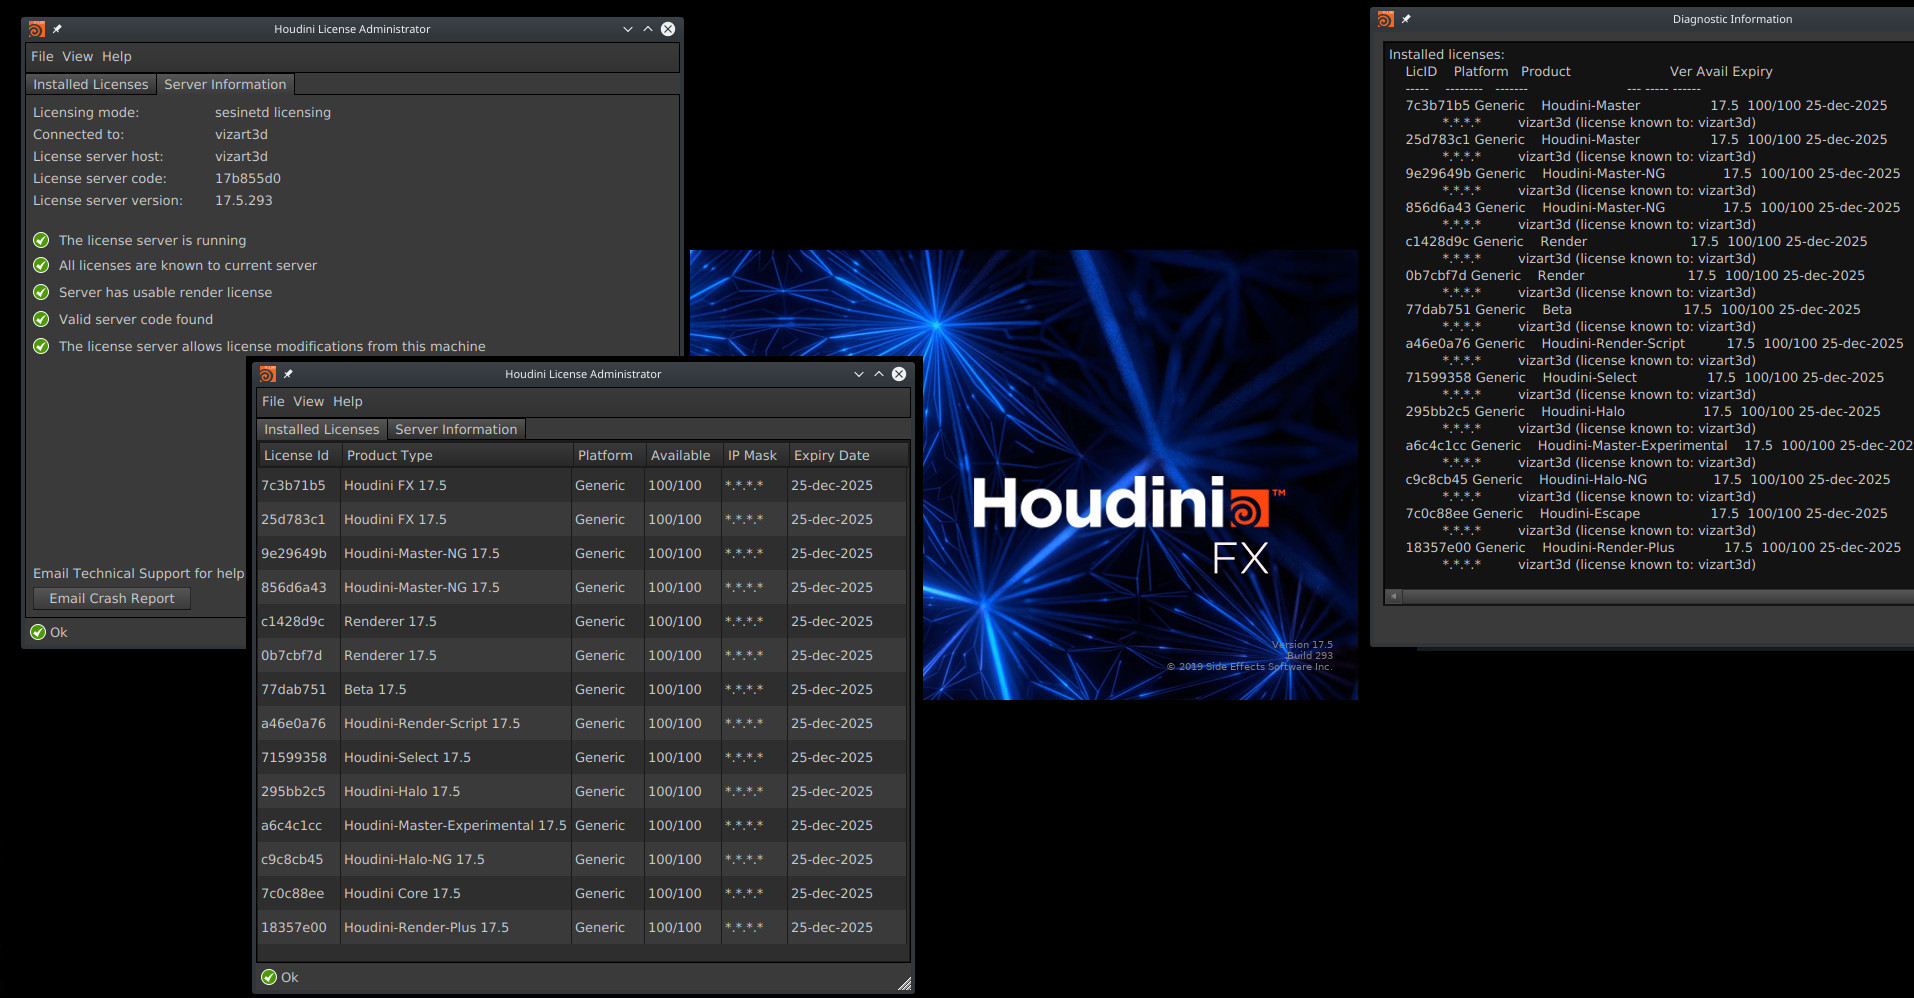 Houdini License Administrator
File View Help
Installed Licenses Server Information
Licensing mode: sesinetd licensing
Connected to: vizart3d
License server host: vizart3d
License server code: 17b855d0
License server version: 17.5.293
The license server is running
All licenses are known to current server
Server has usable render license
Valid server code found
The license server allows license modifications from this machine
Email Technical Support for help
Email Crash Report
Ok
Houdini License Administrator
File View Help
Installed Licenses Server Information
License Id Product Type Platform Available IP Mask Expiry Date
7c3b71b5 Houdini FX 17.5 Generic 100/100 *.*.*.* 25-dec-2025
25d783c1 Houdini FX 17.5 Generic 100/100 *.*.*.* 25-dec-2025
9e29649b Houdini-Master-NG 17.5 Generic 100/100 *.*.*.* 25-dec-2025
856d6a43 Houdini-Master-NG 17.5 Generic 100/100 *.*.*.* 25-dec-2025
c1428d9c Renderer 17.5 Generic 100/100 *.*.*.* 25-dec-2025
0b7cbf7d Renderer 17.5 Generic 100/100 *.*.*.* 25-dec-2025
77dab751 Beta 17.5 Generic 100/100 *.*.*.* 25-dec-2025
a46e0a76 Houdini-Render-Script 17.5 Generic 100/100 *.*.*.* 25-dec-2025
71599358 Houdini-Select 17.5 Generic 100/100 *.*.*.* 25-dec-2025
295bb2c5 Houdini-Halo 17.5 Generic 100/100 *.*.*.* 25-dec-2025
a6c4c1cc Houdini-Master-Experimental 17.5 Generic 100/100 *.*.*.* 25-dec-2025
c9c8cb45 Houdini-Halo-NG 17.5 Generic 100/100 *.*.*.* 25-dec-2025
7c0c88ee Houdini Core 17.5 Generic 100/100 *.*.*.* 25-dec-2025
18357e00 Houdini-Render-Plus 17.5 Generic 100/100 *.*.*.* 25-dec-2025
Ok
Houdini ™
FX
Version 17.5
Build 293
© 2019 Side Effects Software Inc.
Diagnostic Information
Installed licenses:
LicID Platform Product Ver Avail Expiry
----- -------- ------- --- ----- ------
7c3b71b5 Generic Houdini-Master 17.5 100/100 25-dec-2025
*.*.*.* vizart3d (license known to: vizart3d)
25d783c1 Generic Houdini-Master 17.5 100/100 25-dec-2025
*.*.*.* vizart3d (license known to: vizart3d)
9e29649b Generic Houdini-Master-NG 17.5 100/100 25-dec-2025
*.*.*.* vizart3d (license known to: vizart3d)
856d6a43 Generic Houdini-Master-NG 17.5 100/100 25-dec-2025
*.*.*.* vizart3d (license known to: vizart3d)
c1428d9c Generic Render 17.5 100/100 25-dec-2025
*.*.*.* vizart3d (license known to: vizart3d)
0b7cbf7d Generic Render 17.5 100/100 25-dec-2025
*.*.*.* vizart3d (license known to: vizart3d)
77dab751 Generic Beta 17.5 100/100 25-dec-2025
*.*.*.* vizart3d (license known to: vizart3d)
a46e0a76 Generic Houdini-Render-Script 17.5 100/100 25-dec-2025
*.*.*.* vizart3d (license known to: vizart3d)
71599358 Generic Houdini-Select 17.5 100/100 25-dec-2025
*.*.*.* vizart3d (license known to: vizart3d)
295bb2c5 Generic Houdini-Halo 17.5 100/100 25-dec-2025
*.*.*.* vizart3d (license known to: vizart3d)
a6c4c1cc Generic Houdini-Master-Experimental 17.5 100/100 25-dec-202
*.*.*.* vizart3d (license known to: vizart3d)
c9c8cb45 Generic Houdini-Halo-NG 17.5 100/100 25-dec-2025
*.*.*.* vizart3d (license known to: vizart3d)
7c0c88ee Generic Houdini-Escape 17.5 100/100 25-dec-2025
*.*.*.* vizart3d (license known to: vizart3d)
18357e00 Generic Houdini-Render-Plus 17.5 100/100 25-dec-2025
*.*.*.* vizart3d (license known to: vizart3d)